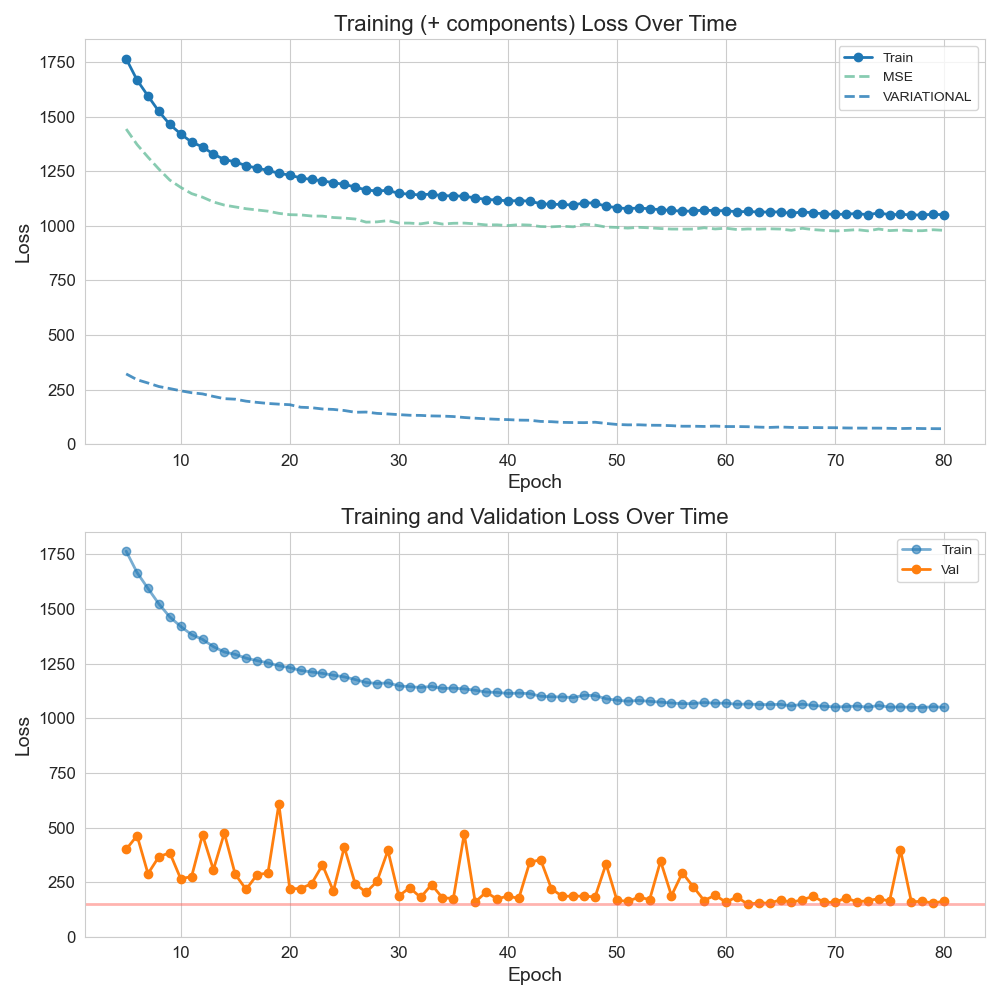 Training (+ components) Loss Over Time
Loss
1750
1500
1250
1000
750
500
250
0
Train
MSE
VARIATIONAL
10 20 30 40 50 60 70 80
Epoch
Training and Validation Loss Over Time
Loss
1750
1500
1250
1000
750
500
250
0
Train
Val
10 20 30 40 50 60 70 80
Epoch